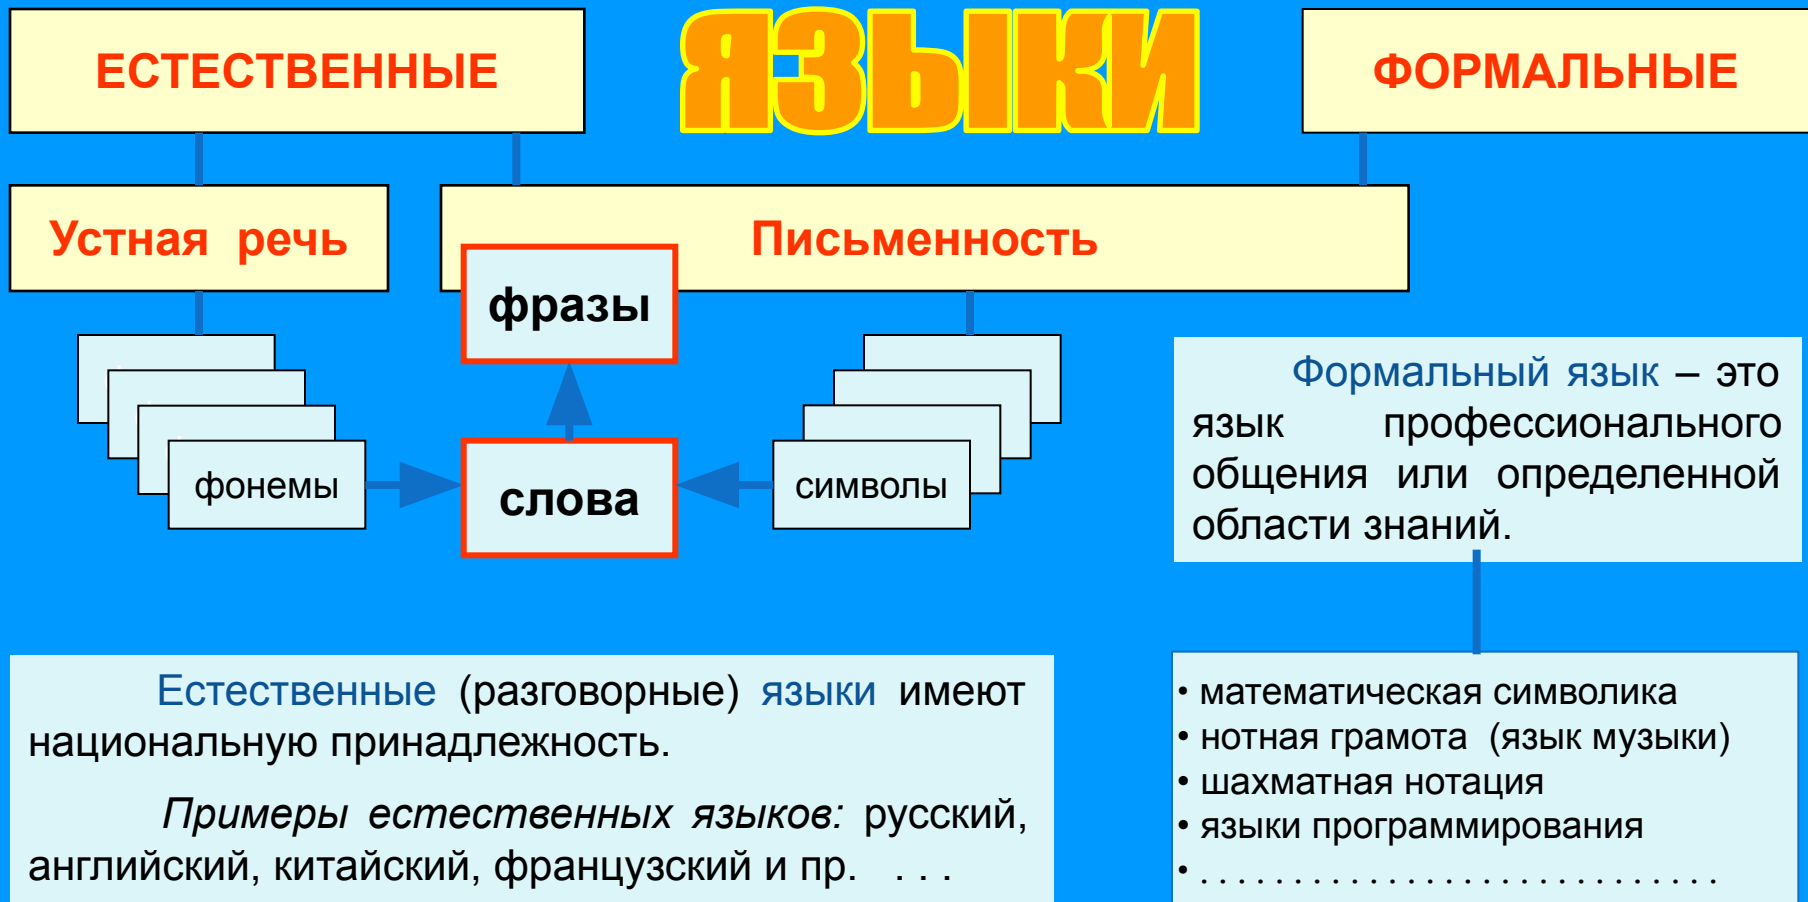 ЯЗЫКИ
ЕСТЕСТВЕННЫЕ
ФОРМАЛЬНЫЕ
Устная речь
Письменность
фразы
фонемы
слова
символы
Формальный язык – это
язык профессионального
общения или определенной
области знаний.
Естественные (разговорные) языки имеют
национальную принадлежность.
Примеры естественных языков: русский,
английский, китайский, французский и пр. . . .
• математическая символика
• нотная грамота (язык музыки)
• шахматная нотация
• языки программирования
• . . . . . . . . . . . . . . . . . . . . . . . . . . . .